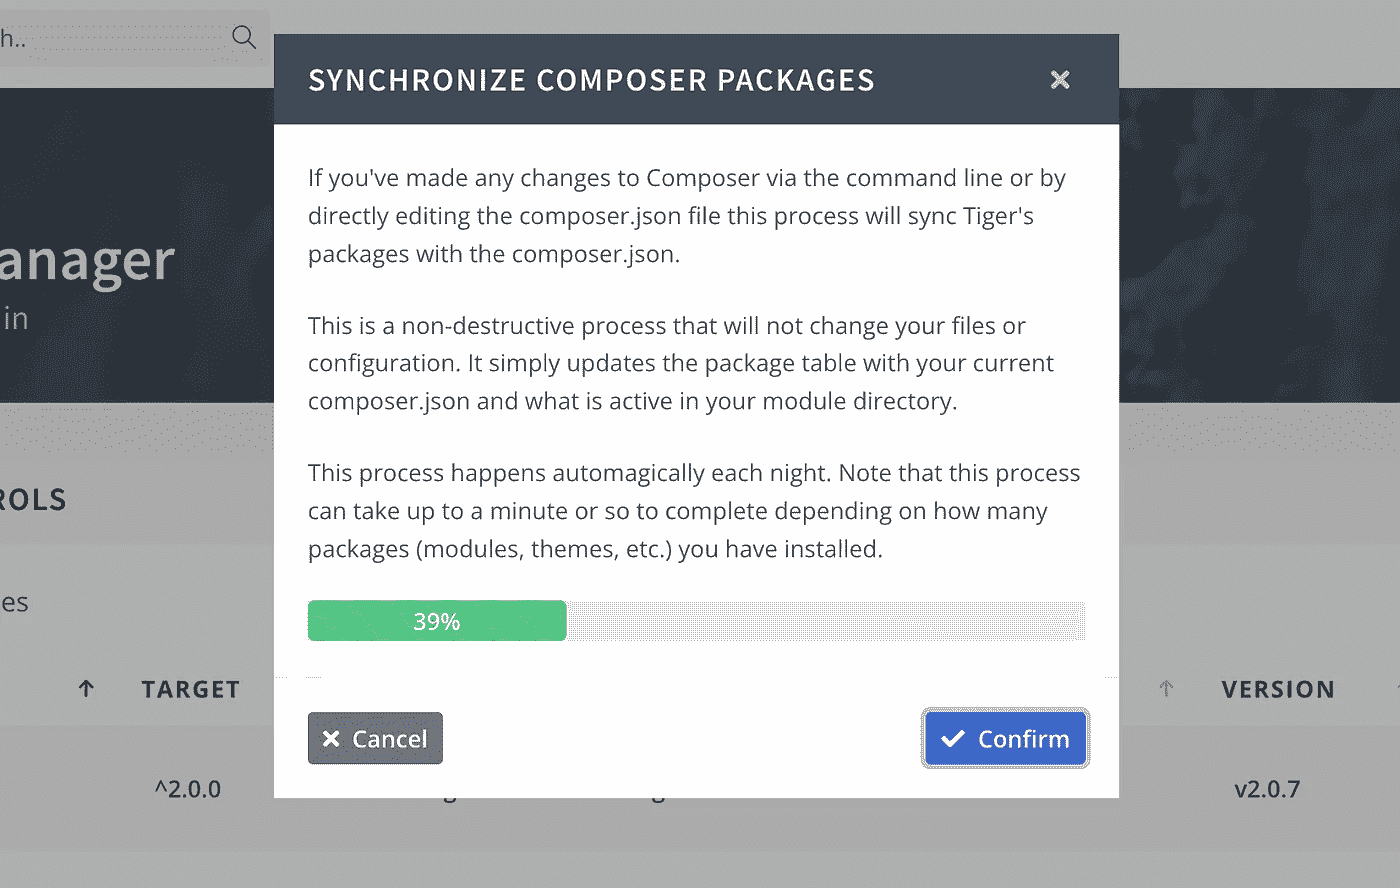 h..
SYNCHRONIZE COMPOSER PACKAGES
anager
in
If you've made any changes to Composer via the command line or by
directly editing the composer.json file this process will sync Tiger's
packages with the composer.json.
This is a non-destructive process that will not change your files or
configuration. It simply updates the package table with your current
composer.json and what is active in your module directory.
This process happens automagically each night. Note that this process
can take up to a minute or so to complete depending on how many
packages (modules, themes, etc.) you have installed.
ROLS
es
39%
TARGET VERSION
Cancel Confirm
^2.0.0 v2.0.7